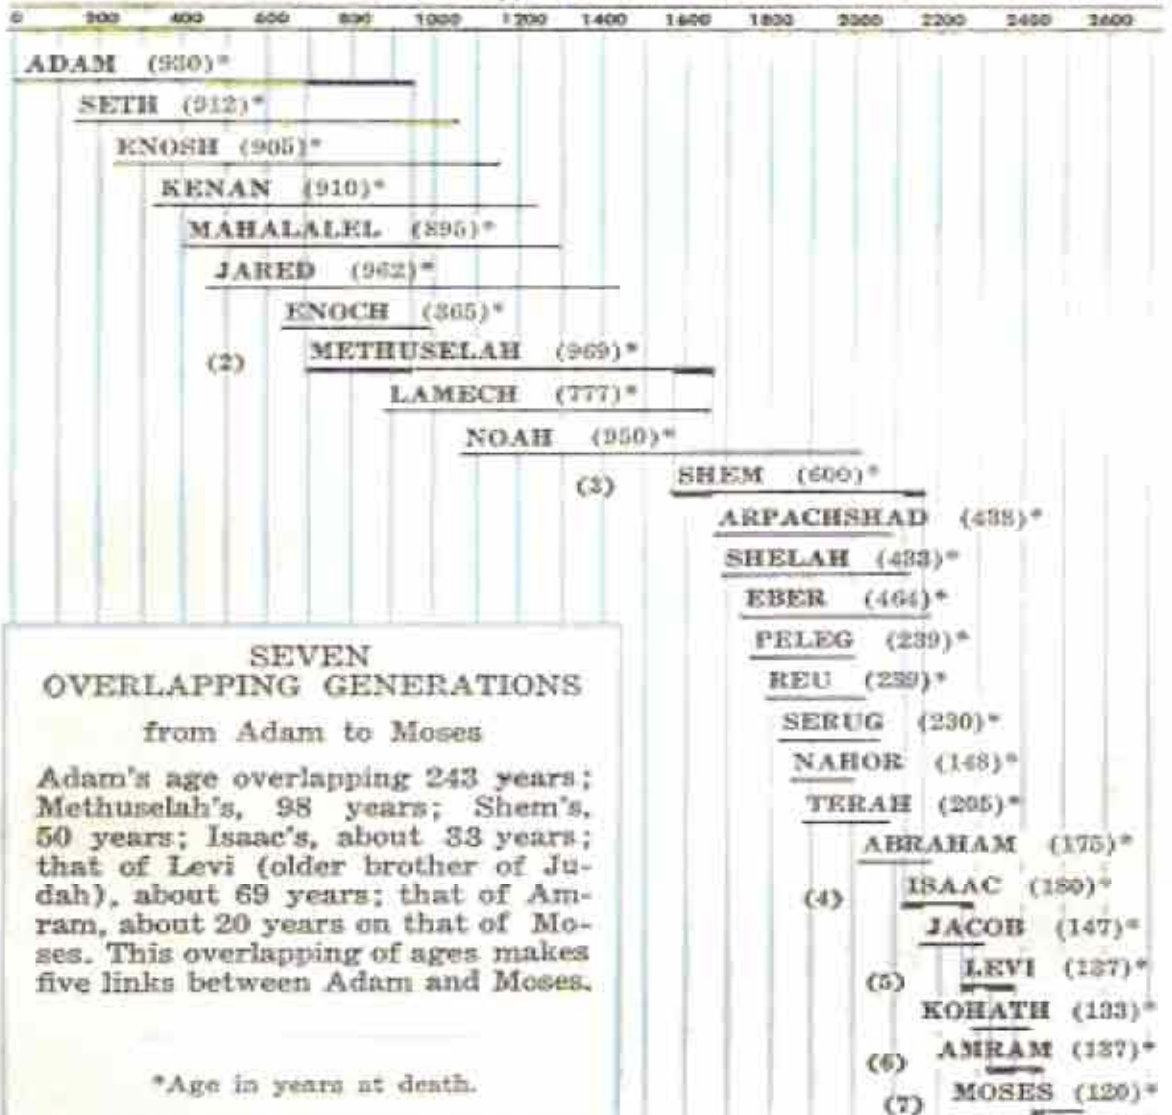 0 200 400 600 800 1000 1200 1400 1600 1800 2000 2200 2400 2600
ADAM (930)*
SETH (912)*
ENOSH (905)*
KENAN (910)*
MAHALALEL (895)*
JARED (962)*
ENOCH (365)*
(2) METHUSELAH (969)*
LAMECH (777)*
NOAH (950)*
(3) SHEM (600)*
ARPACHSHAD (438)*
SHELAH (433)*
EBER (464)*
PELEG (239)*
REU (239)*
SERUG (230)*
NAHOR (148)*
TERAH (205)*
ABRAHAM (175)*
(4) ISAAC (180)*
JACOB (147)*
(5) LEVI (137)*
KOHATH (133)*
(6) AMRAM (137)*
(7) MOSES (120)*
SEVEN
OVERLAPPING GENERATIONS
from Adam to Moses
Adam's age overlapping 243 years;
Methuselah's, 98 years; Shem's,
50 years; Isaac's, about 33 years;
that of Levi (older brother of Ju-
dah), about 69 years; that of Am-
ram, about 20 years on that of Mo-
ses. This overlapping of ages makes
five links between Adam and Moses.
*Age in years at death.